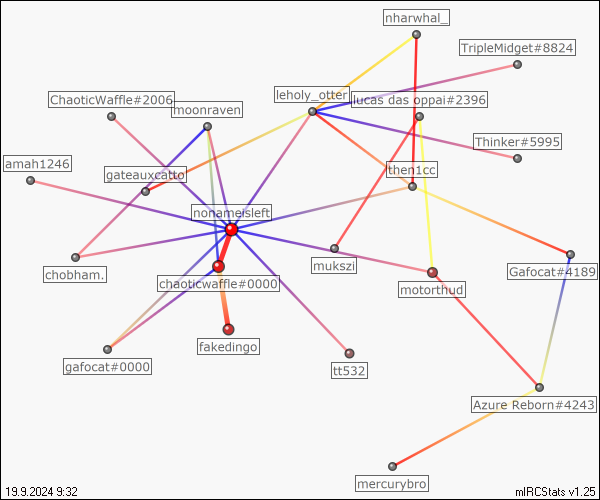 nharwhal_
TripleMidget#8824
ChaoticWaffle#2006
leholy_otter
lucas das oppai#2396
moonraven
Thinker#5995
amah1246
gateauxcatto
then1cc
nonameisleft
chobham.
mukszi
Gafocat#4189
chaoticwaffle#0000
motorthud
fakedingo
gafocat#0000
tt532
Azure Reborn#4243
mercurybro
19.9.2024 9:32
mIRCStats v1.25